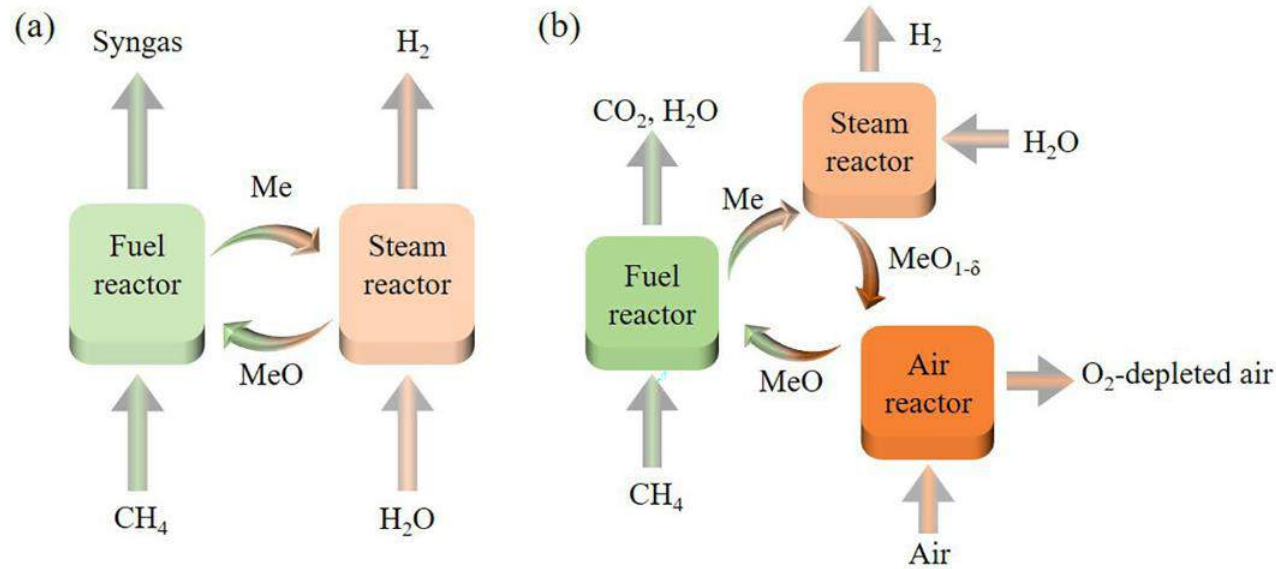 (a)
Syngas
H₂
Me
Fuel
reactor
Steam
reactor
MeO
CH₄
H₂O
(b)
H₂
CO₂, H₂O
Steam
reactor
H₂O
Me
MeO₁₋δ
Fuel
reactor
MeO
Air
reactor
O₂-depleted air
CH₄
Air